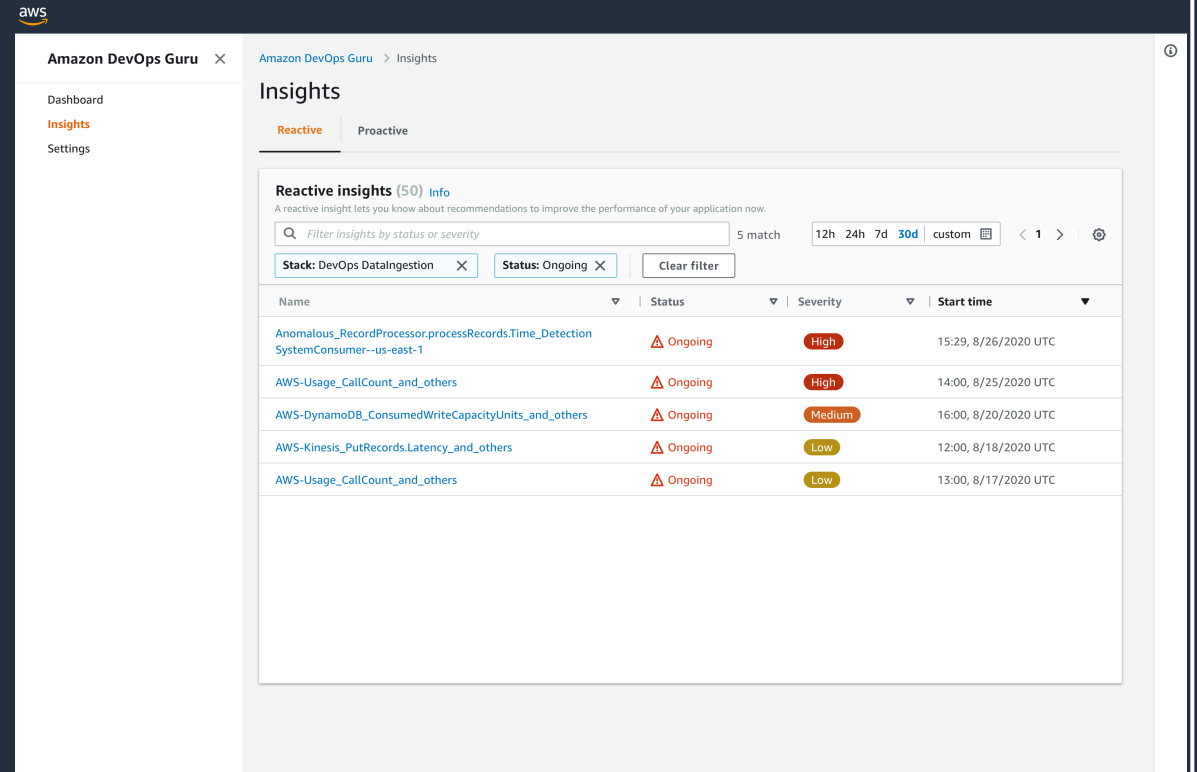 aws
Amazon DevOps Guru
Dashboard
Insights
Settings
Amazon DevOps Guru > Insights
Insights
Reactive Proactive
Reactive insights (50) Info
A reactive insight lets you know about recommendations to improve the performance of your application now.
Filter insights by status or severity 5 match 12h 24h 7d 30d custom < 1 >
Stack: DevOps DataIngestion Status: Ongoing Clear filter
Name Status Severity Start time
Anomalous_RecordProcessor.processRecords.Time_Detection
SystemConsumer--us-east-1 Ongoing High 15:29, 8/26/2020 UTC
AWS-Usage_CallCount_and_others Ongoing High 14:00, 8/25/2020 UTC
AWS-DynamoDB_ConsumedWriteCapacityUnits_and_others Ongoing Medium 16:00, 8/20/2020 UTC
AWS-Kinesis_PutRecords.Latency_and_others Ongoing Low 12:00, 8/18/2020 UTC
AWS-Usage_CallCount_and_others Ongoing Low 13:00, 8/17/2020 UTC